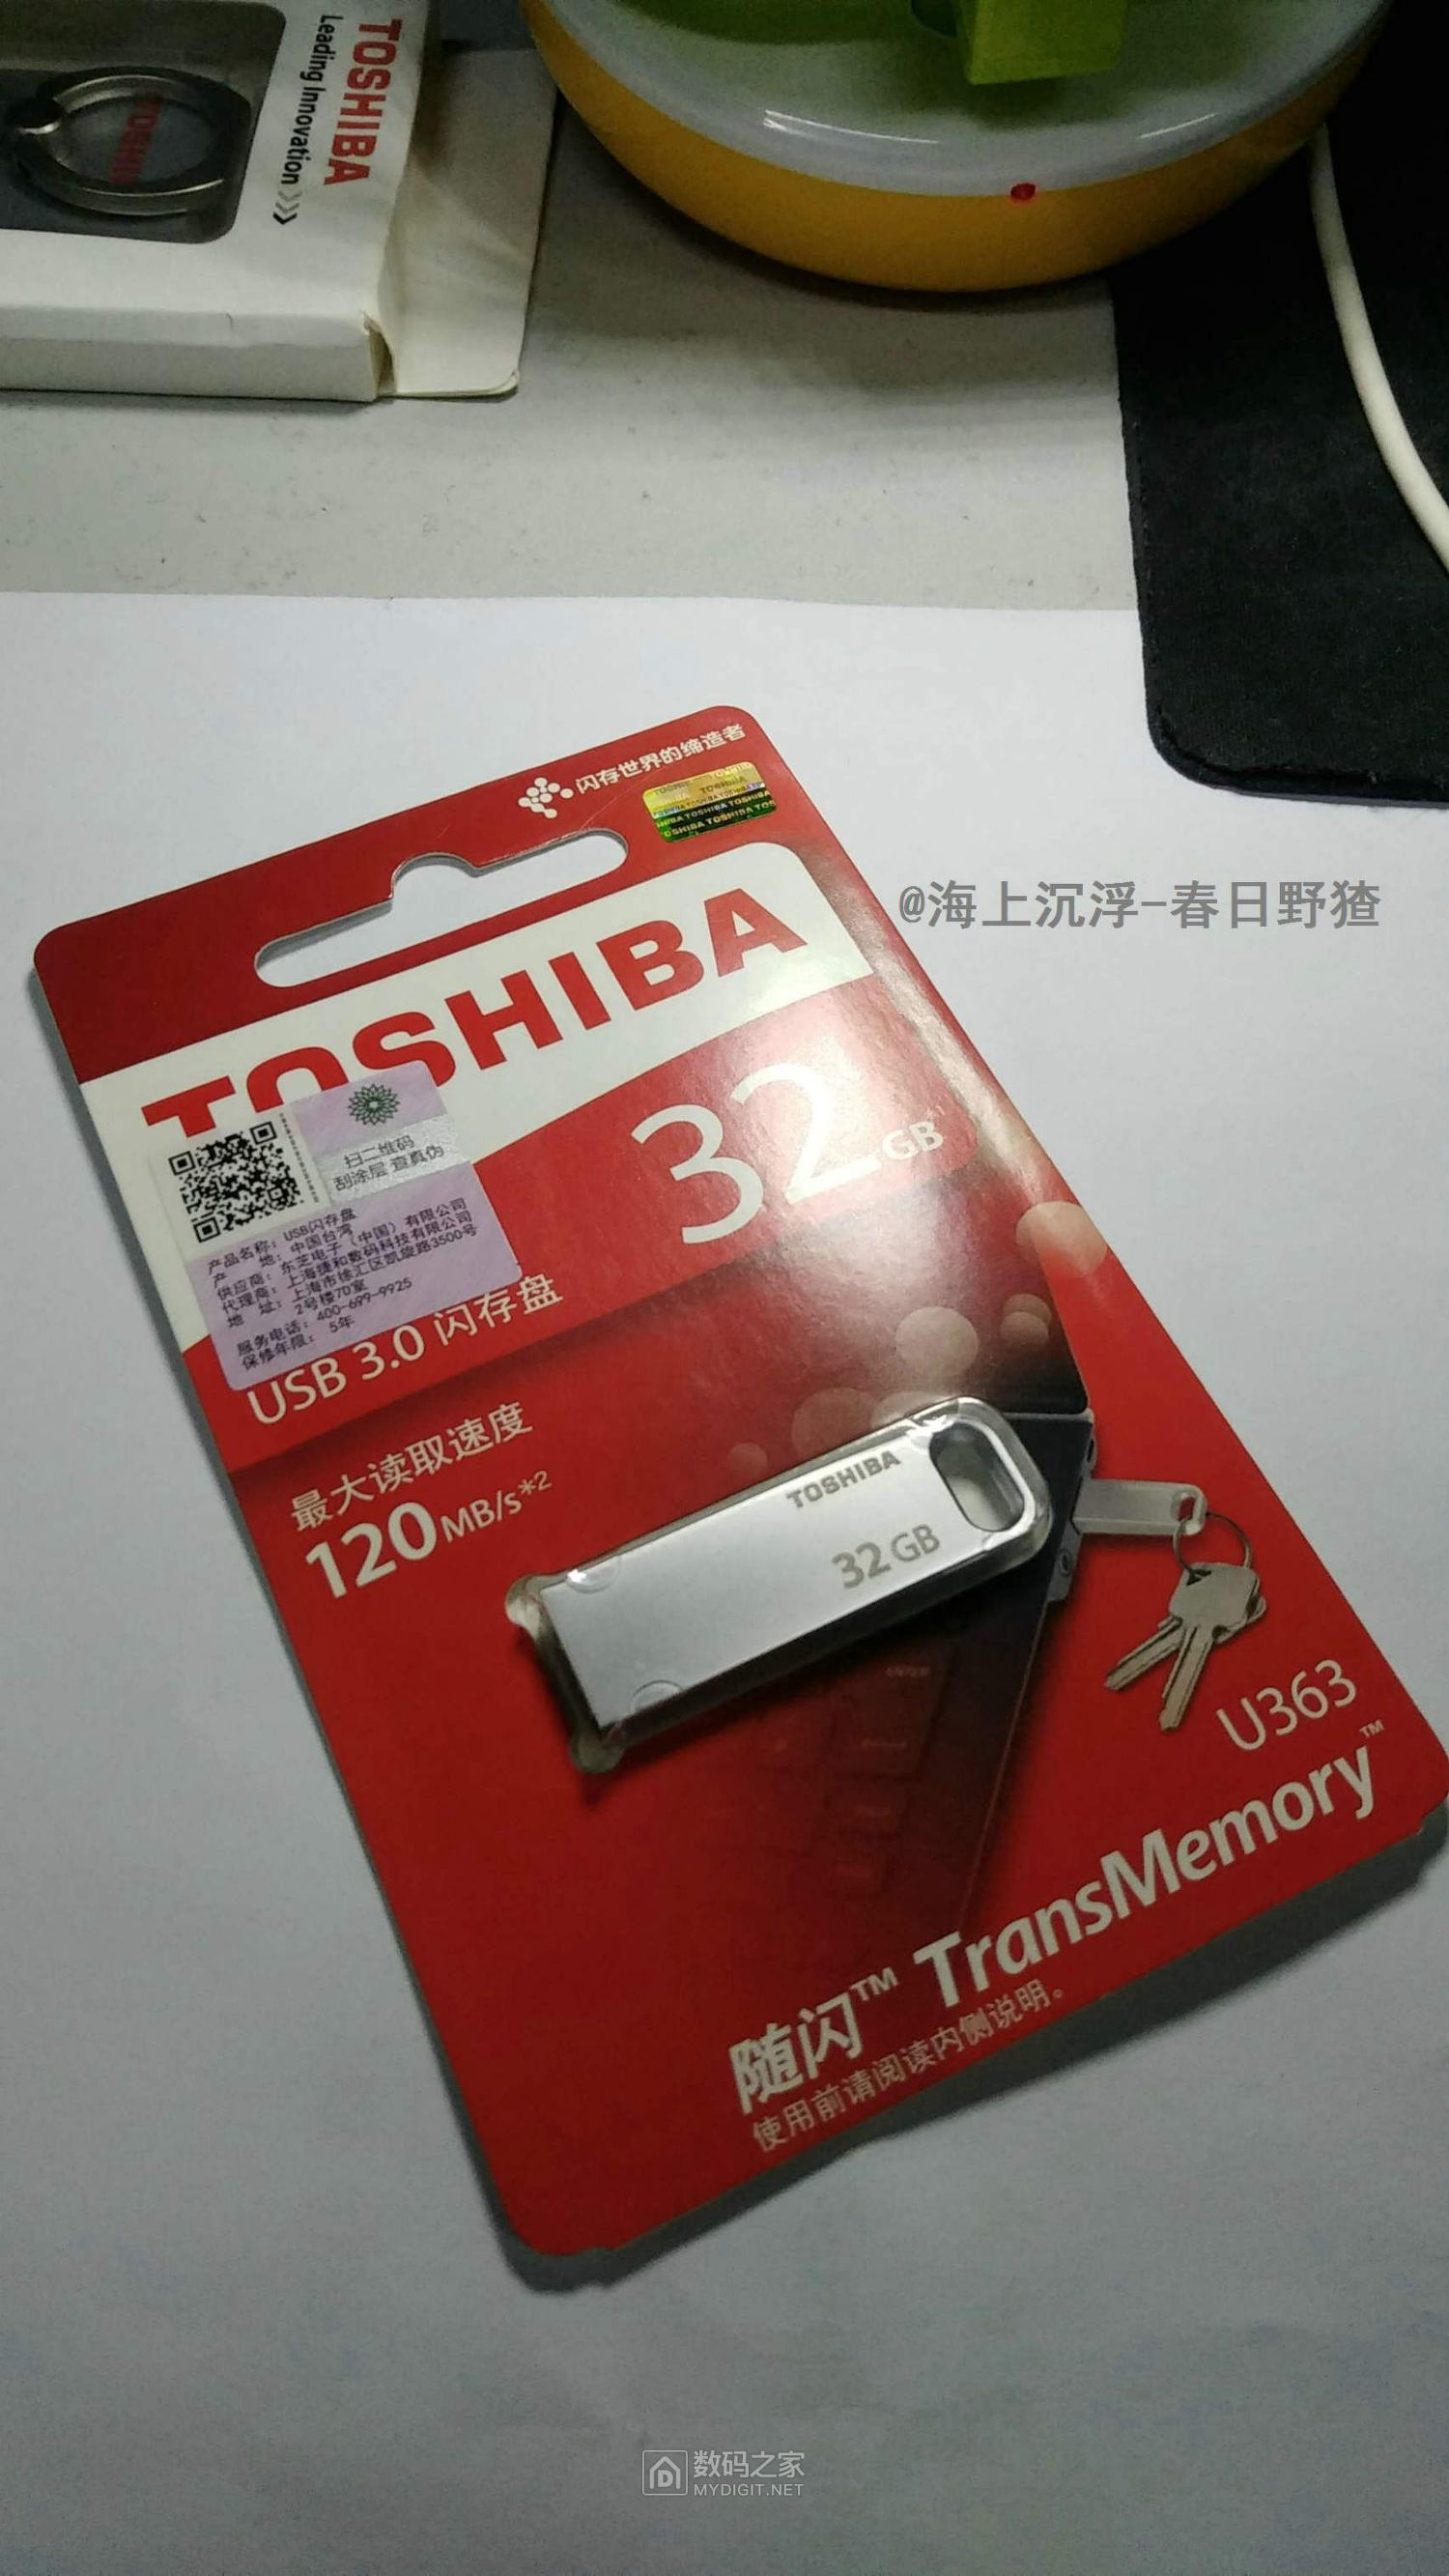 TOSHIBA
Leading Innovation >>>
TOSHIBA
闪存世界的缔造者
TOSHIBA TOSHIBA
@海上沉浮-春日野猹
TOSHIBA
32GB
扫二维码
刮涂层 查真伪
产品名称：USB闪存盘
产　　地：中国台湾
供应商：东芝电子（中国）有限公司
代理商：上海捷和数码科技有限公司
地　址：上海市徐汇区凯旋路3500号
2号楼70室
服务电话：400-699-9925
保修年限：5年
USB 3.0 闪存盘
最大读取速度
120MB/s*2
TOSHIBA
32GB
ENTER
U363
随闪™ TransMemory™
使用前请阅读内侧说明。
数码之家
MYDIGIT.NET